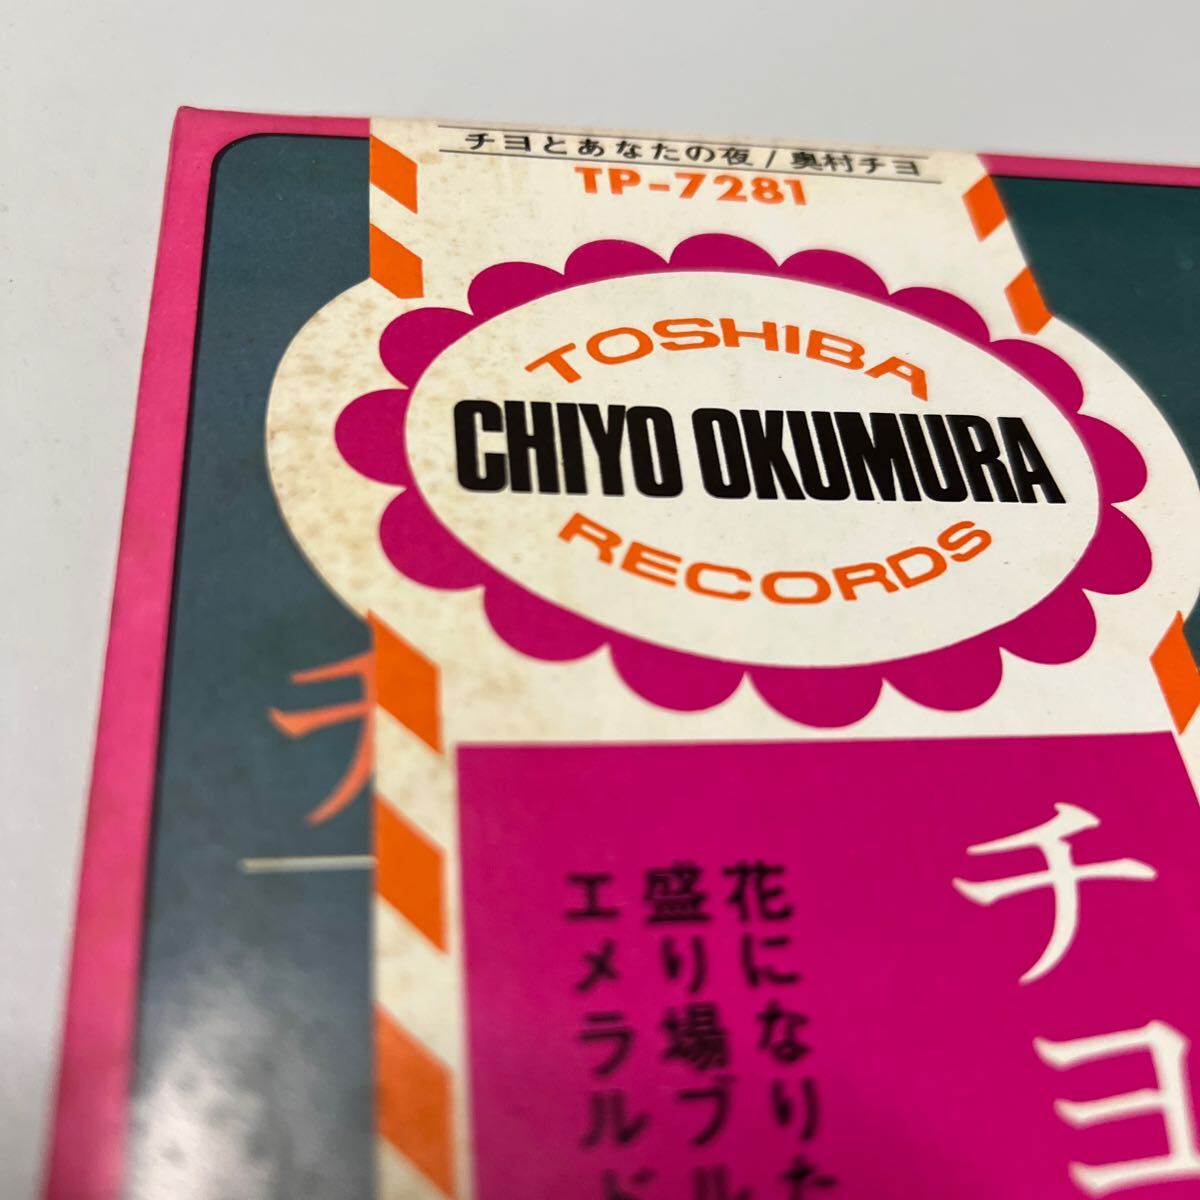 チヨとあなたの夜/奥村チヨ
TP-7281
TOSHIBA
CHIYO OKUMURA
RECORDS
チ
チヨ
花になりた
盛り場ブル
エメラルド